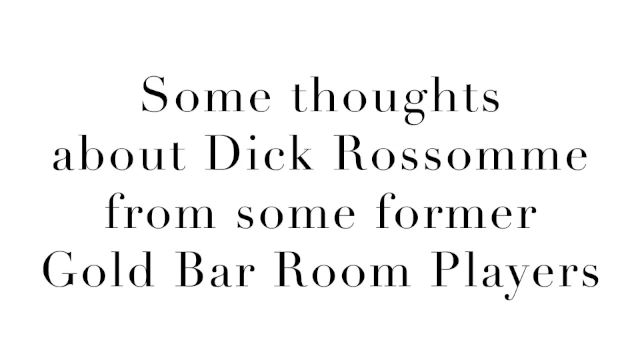 Some thoughts
about Dick Rossomme
from some former
Gold Bar Room Players